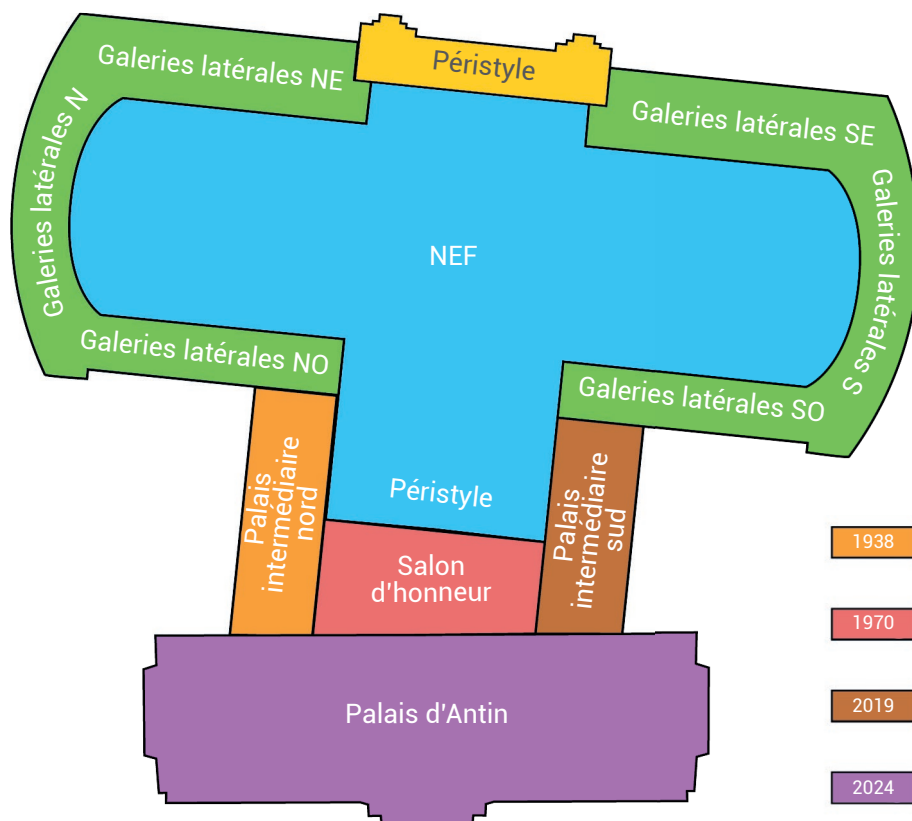 Péristyle
Galeries latérales NE
Galeries latérales SE
Galeries latérales N
Galeries latérales S
NEF
Galeries latérales NO
Galeries latérales SO
Palais
intermédiaire
nord
Péristyle
Palais
intermédiaire
sud
Salon
d'honneur
Palais d'Antin
1938
1970
2019
2024